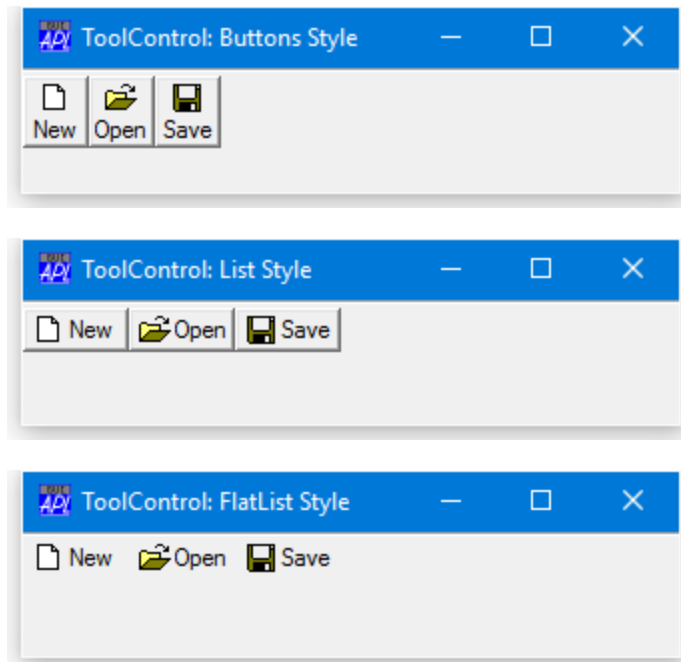 ToolControl: Buttons Style
New Open Save
ToolControl: List Style
New Open Save
ToolControl: FlatList Style
New Open Save